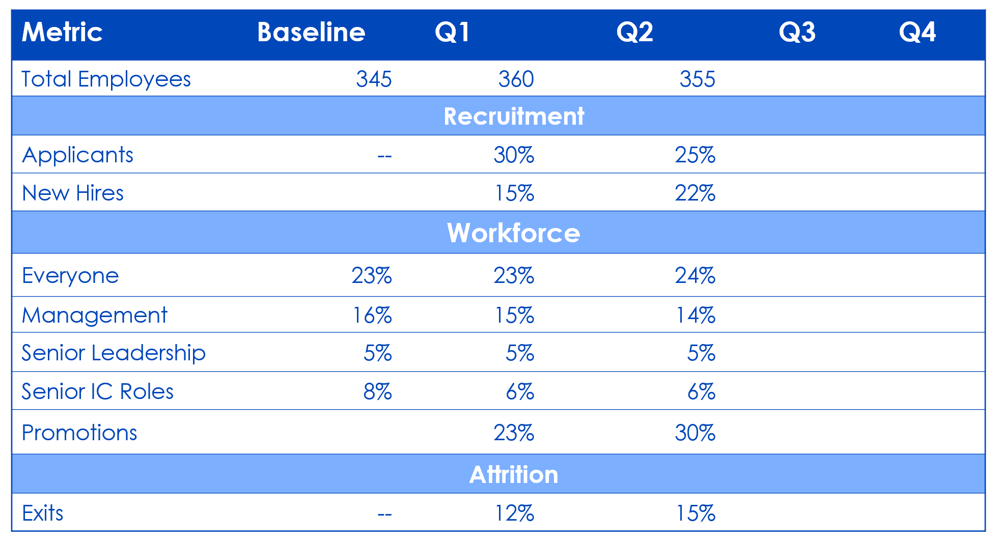 Metric Baseline Q1 Q2 Q3 Q4
Total Employees 345 360 355
Recruitment
Applicants -- 30% 25%
New Hires 15% 22%
Workforce
Everyone 23% 23% 24%
Management 16% 15% 14%
Senior Leadership 5% 5% 5%
Senior IC Roles 8% 6% 6%
Promotions 23% 30%
Attrition
Exits -- 12% 15%